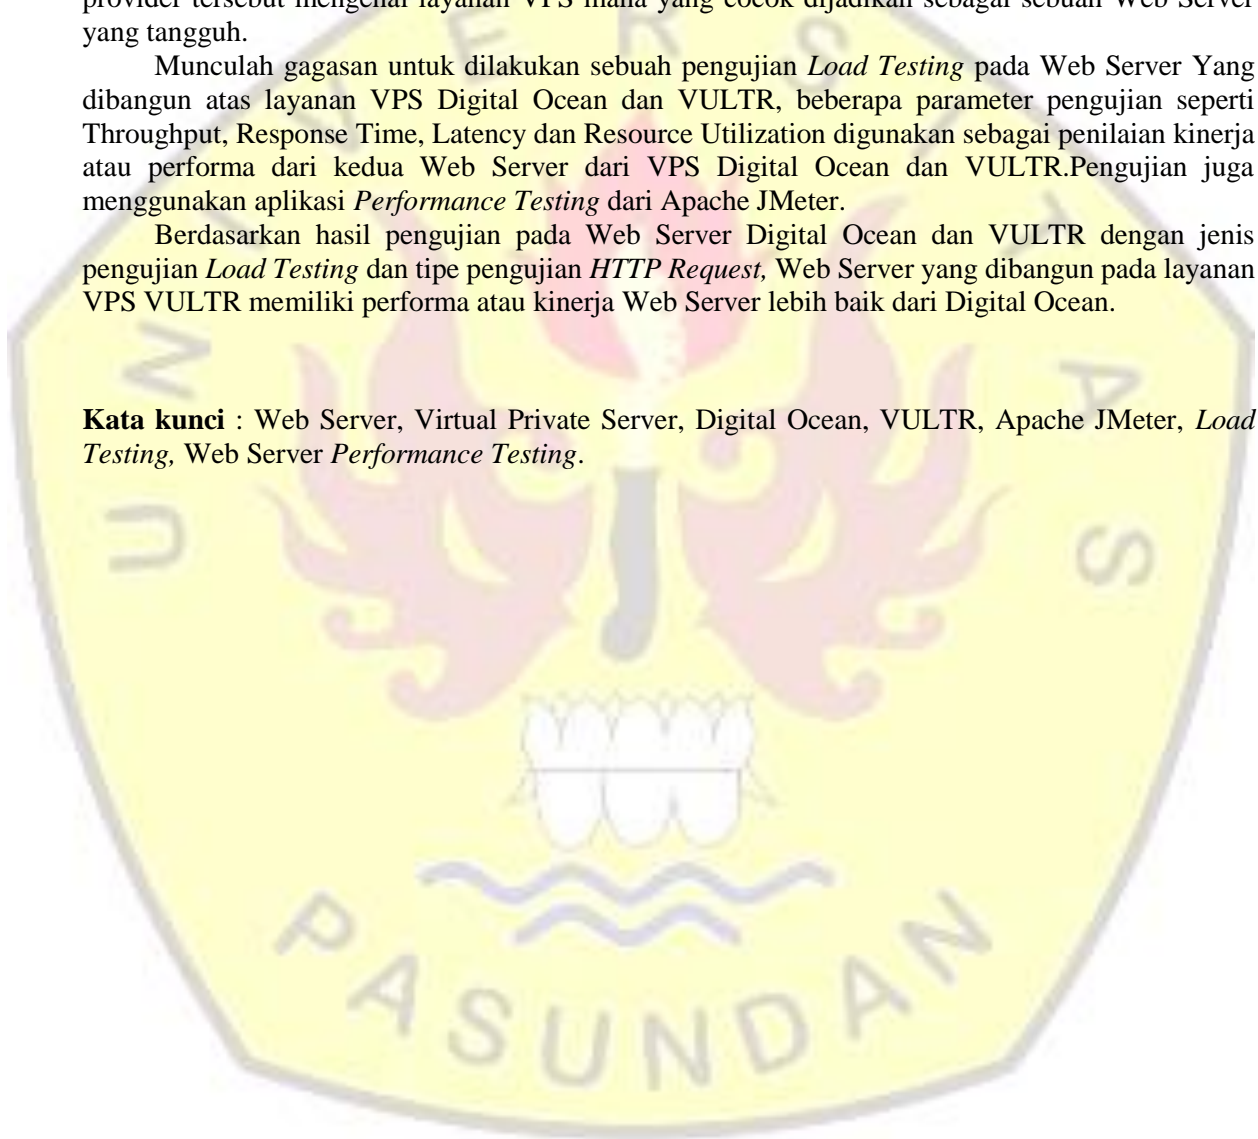 provider tersebut mengenai layanan VPS mana yang cocok dijadikan sebagai sebuah Web Server
yang tangguh.
Munculah gagasan untuk dilakukan sebuah pengujian Load Testing pada Web Server Yang
dibangun atas layanan VPS Digital Ocean dan VULTR, beberapa parameter pengujian seperti
Throughput, Response Time, Latency dan Resource Utilization digunakan sebagai penilaian kinerja
atau performa dari kedua Web Server dari VPS Digital Ocean dan VULTR.Pengujian juga
menggunakan aplikasi Performance Testing dari Apache JMeter.
Berdasarkan hasil pengujian pada Web Server Digital Ocean dan VULTR dengan jenis
pengujian Load Testing dan tipe pengujian HTTP Request, Web Server yang dibangun pada layanan
VPS VULTR memiliki performa atau kinerja Web Server lebih baik dari Digital Ocean.
Kata kunci : Web Server, Virtual Private Server, Digital Ocean, VULTR, Apache JMeter, Load
Testing, Web Server Performance Testing.
UNIVERSITAS
PASUNDAN